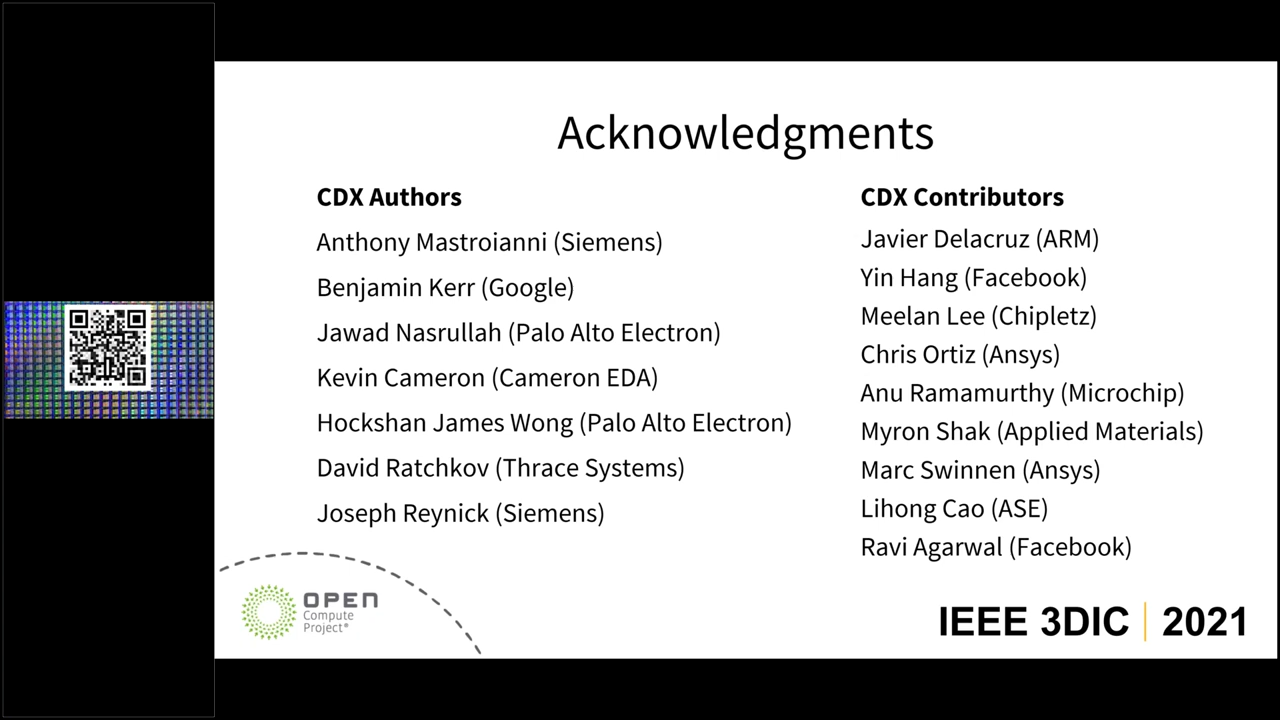 Acknowledgments
CDX Authors
Anthony Mastroianni (Siemens)
Benjamin Kerr (Google)
Jawad Nasrullah (Palo Alto Electron)
Kevin Cameron (Cameron EDA)
Hockshan James Wong (Palo Alto Electron)
David Ratchkov (Thrace Systems)
Joseph Reynick (Siemens)
CDX Contributors
Javier Delacruz (ARM)
Yin Hang (Facebook)
Meelan Lee (Chipletz)
Chris Ortiz (Ansys)
Anu Ramamurthy (Microchip)
Myron Shak (Applied Materials)
Marc Swinnen (Ansys)
Lihong Cao (ASE)
Ravi Agarwal (Facebook)
OPEN
Compute
Project®
IEEE 3DIC | 2021